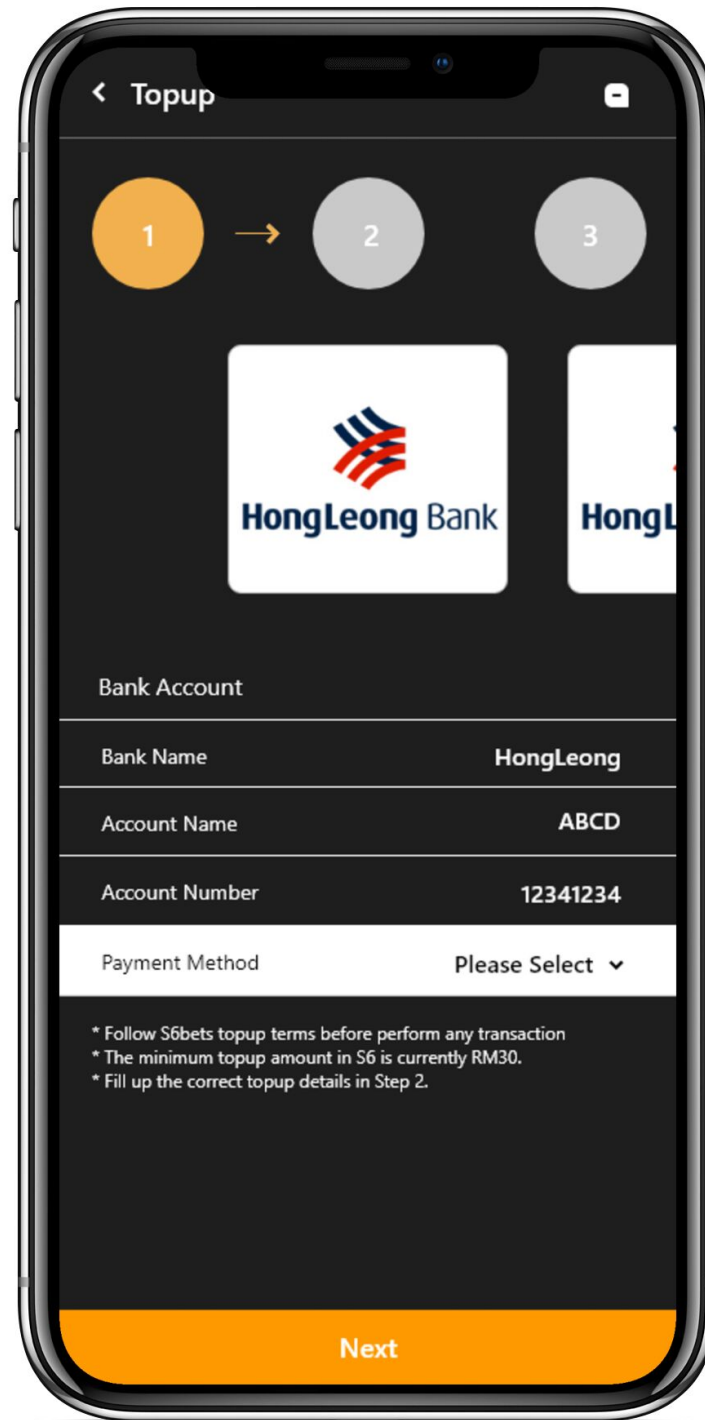 Topup
1 → 2 3
HongLeong Bank HongL
Bank Account
Bank Name HongLeong
Account Name ABCD
Account Number 12341234
Payment Method Please Select
* Follow S6bets topup terms before perform any transaction
* The minimum topup amount in S6 is currently RM30.
* Fill up the correct topup details in Step 2.
Next